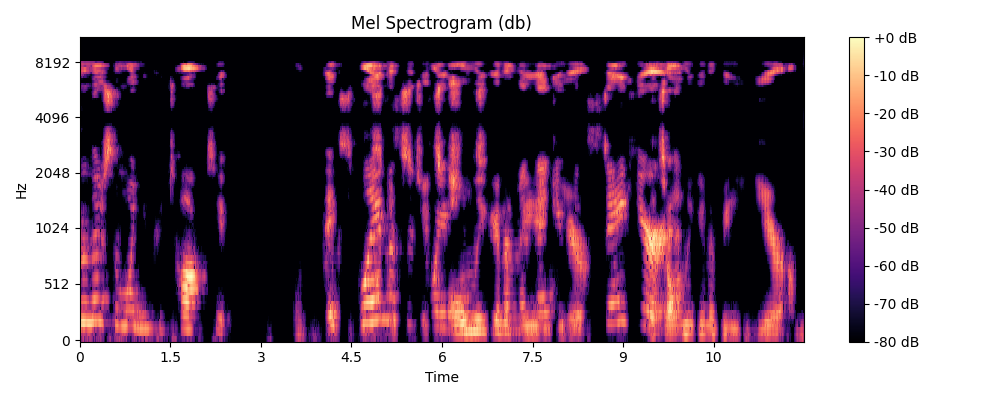 Mel Spectrogram (db)
8192
4096
2048
1024
512
0
Hz
0 1.5 3 4.5 6 7.5 9 10
Time
+0 dB
-10 dB
-20 dB
-30 dB
-40 dB
-50 dB
-60 dB
-70 dB
-80 dB